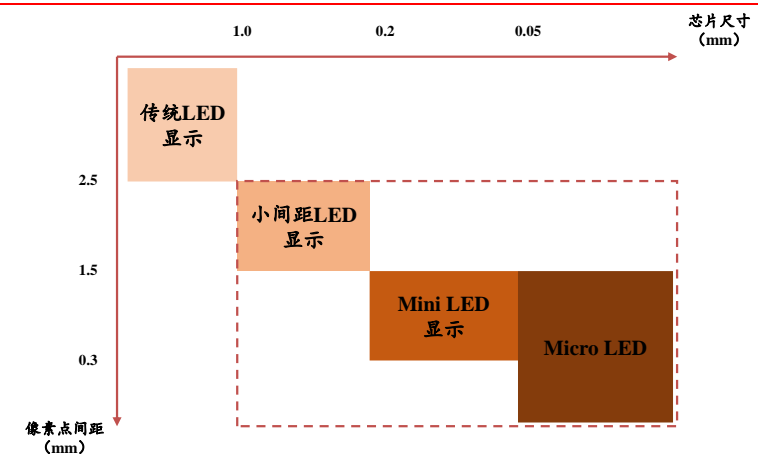 1.0
0.2
0.05
芯片尺寸
（mm）
传统LED
显示
2.5
小间距LED
显示
1.5
Mini LED
显示
Micro LED
0.3
像素点间距
（mm）